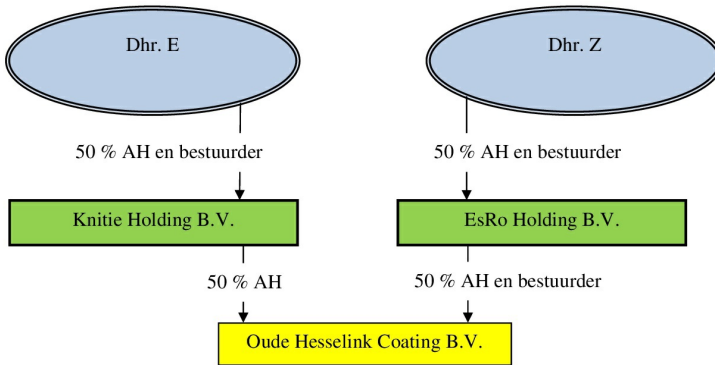 Dhr. E
Dhr. Z
50 % AH en bestuurder
50 % AH en bestuurder
Knitie Holding B.V.
EsRo Holding B.V.
50 % AH
50 % AH en bestuurder
Oude Hesselink Coating B.V.